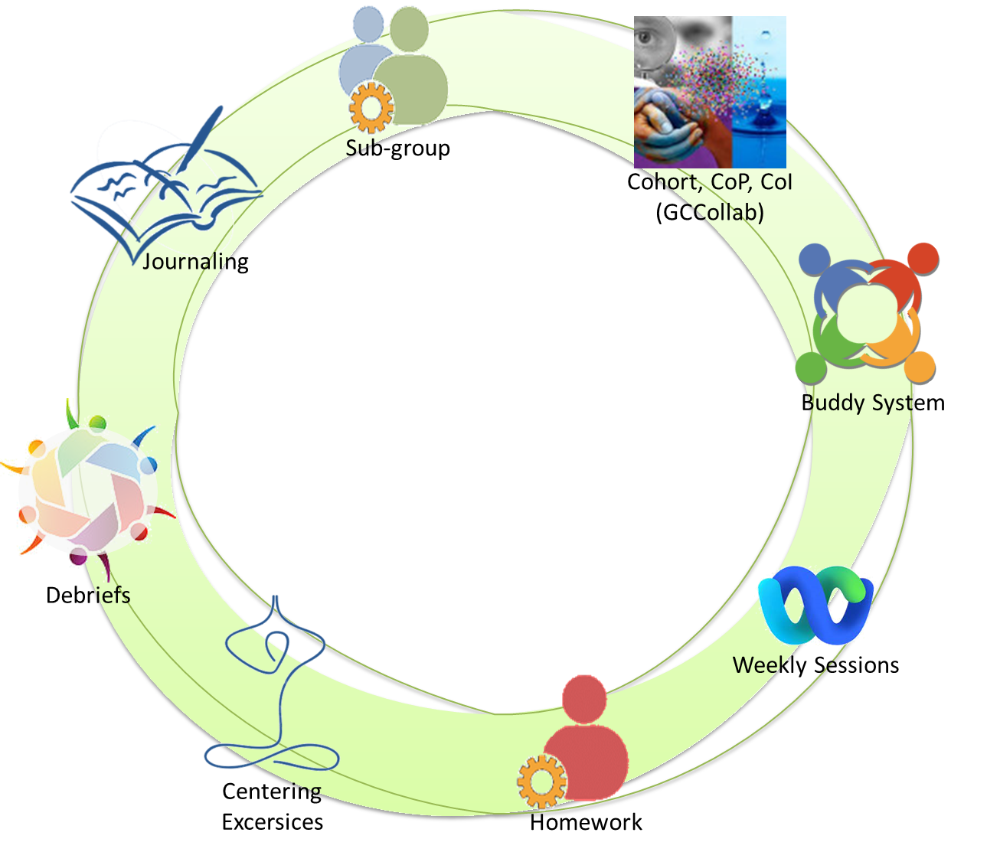 Sub-group
Cohort, CoP, CoI
(GCCollab)
Journaling
Buddy System
Debriefs
Weekly Sessions
Centering
Excersices
Homework